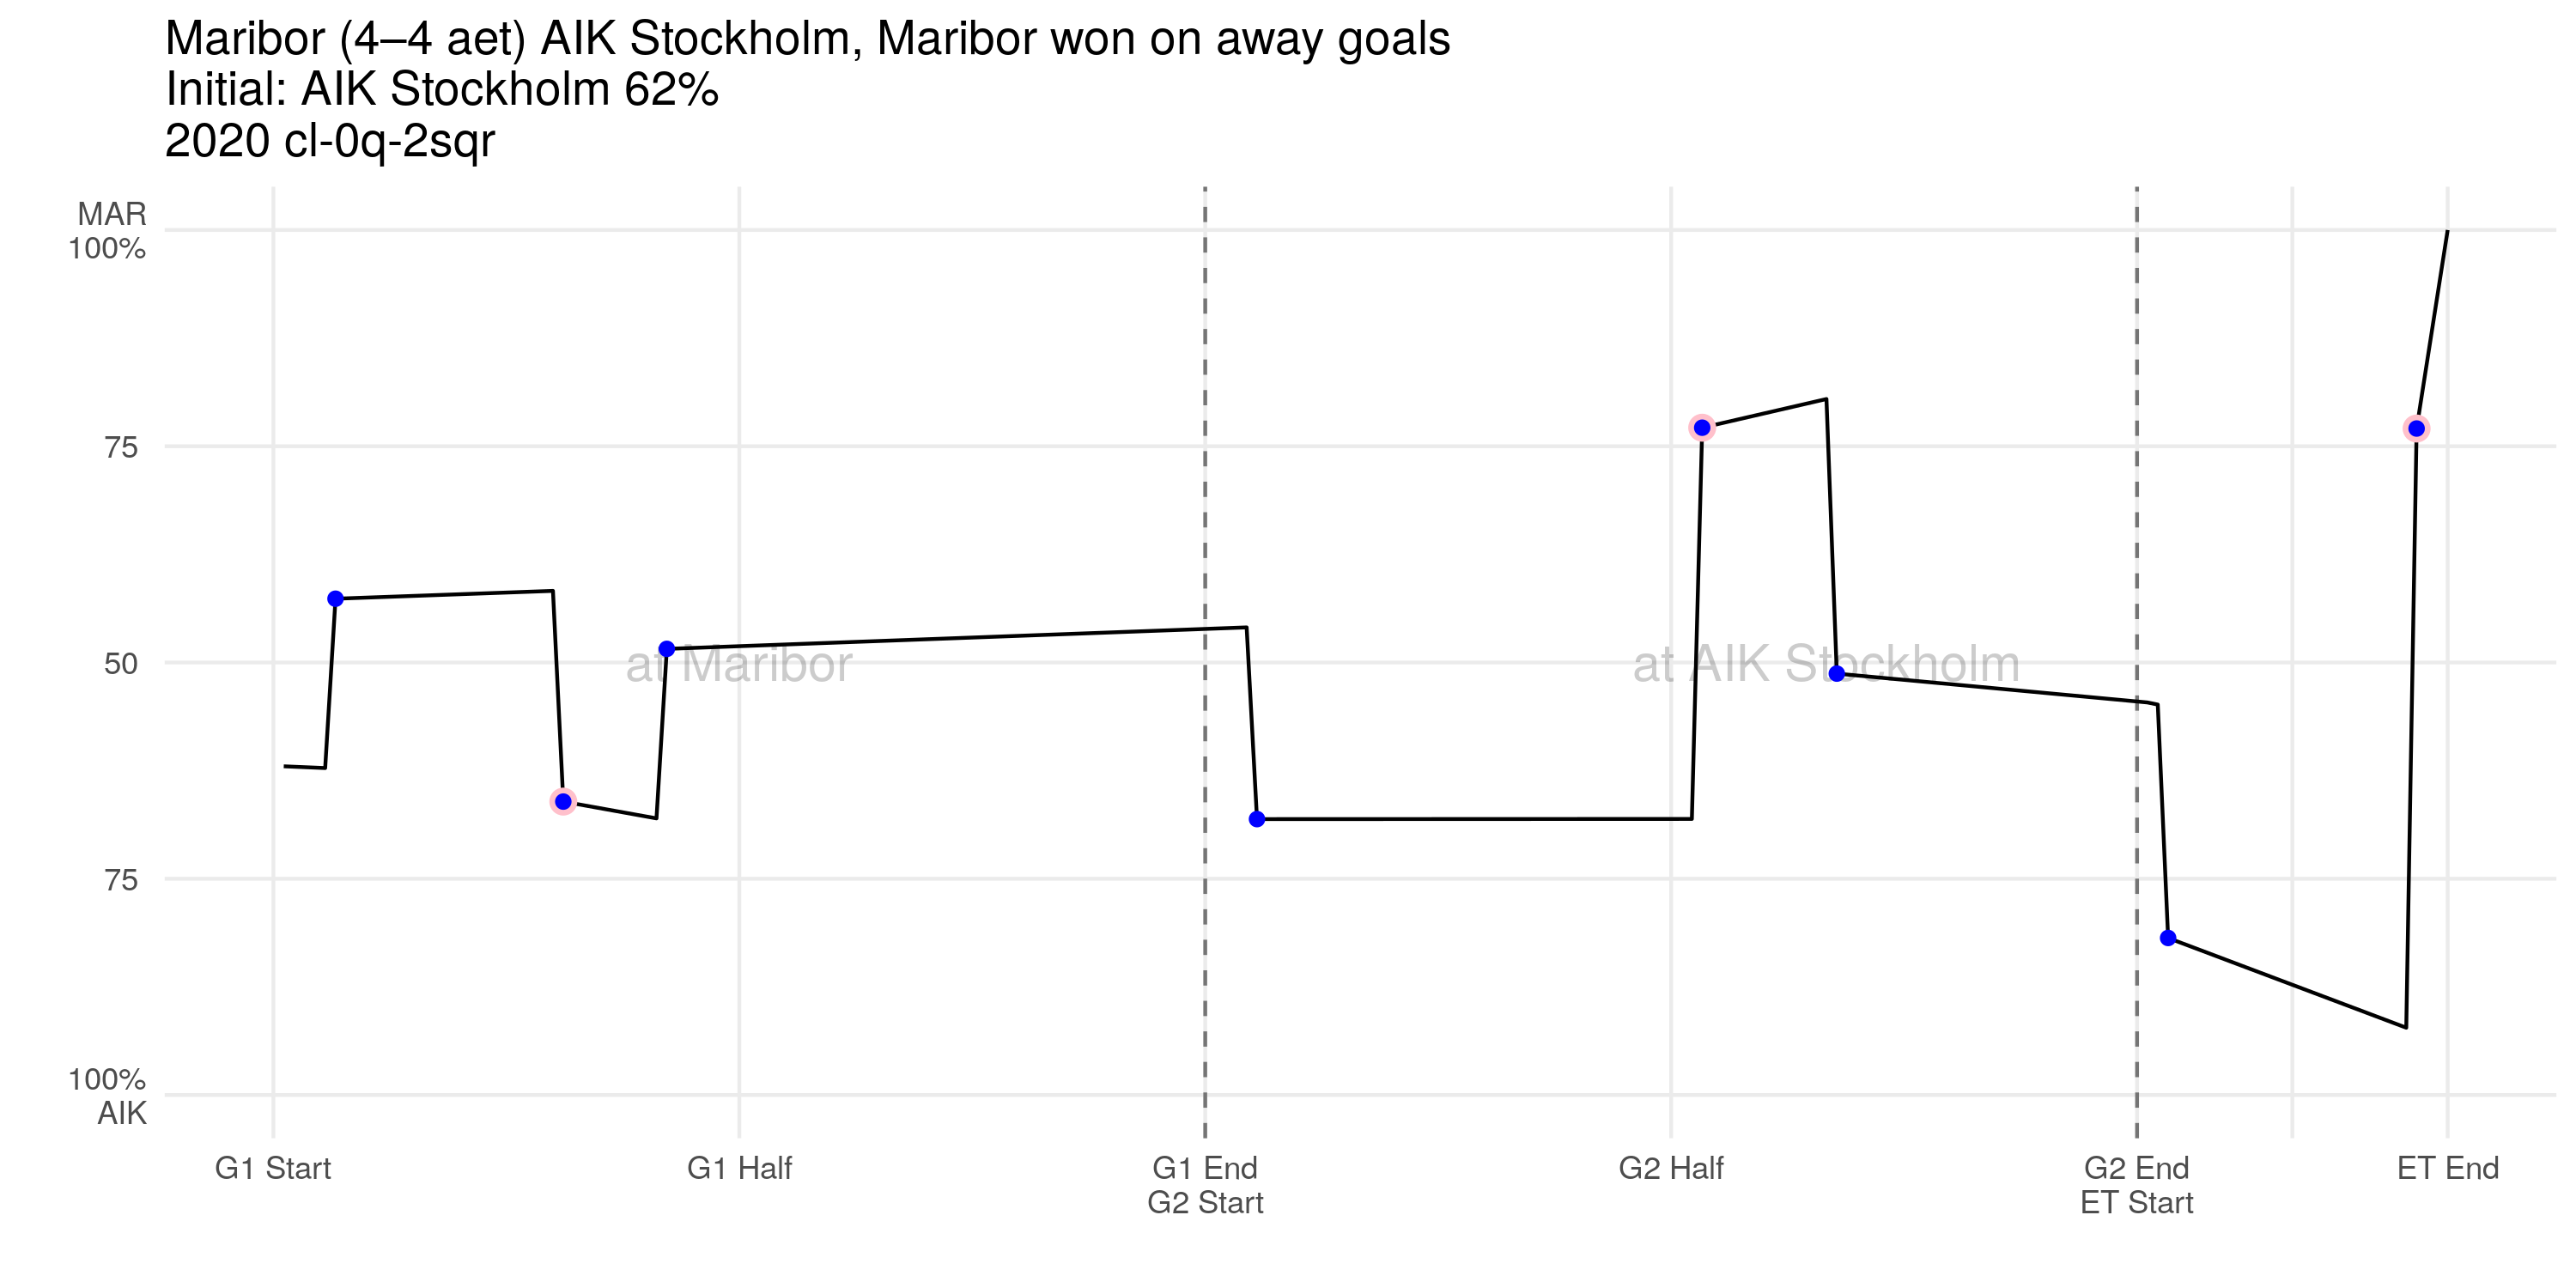 Maribor (4–4 aet) AIK Stockholm, Maribor won on away goals
Initial: AIK Stockholm 62%
2020 cl-0q-2sqr
MAR
100%
75
50
75
100%
AIK
at Maribor
at AIK Stockholm
G1 Start
G1 Half
G1 End
G2 Start
G2 Half
G2 End
ET Start
ET End